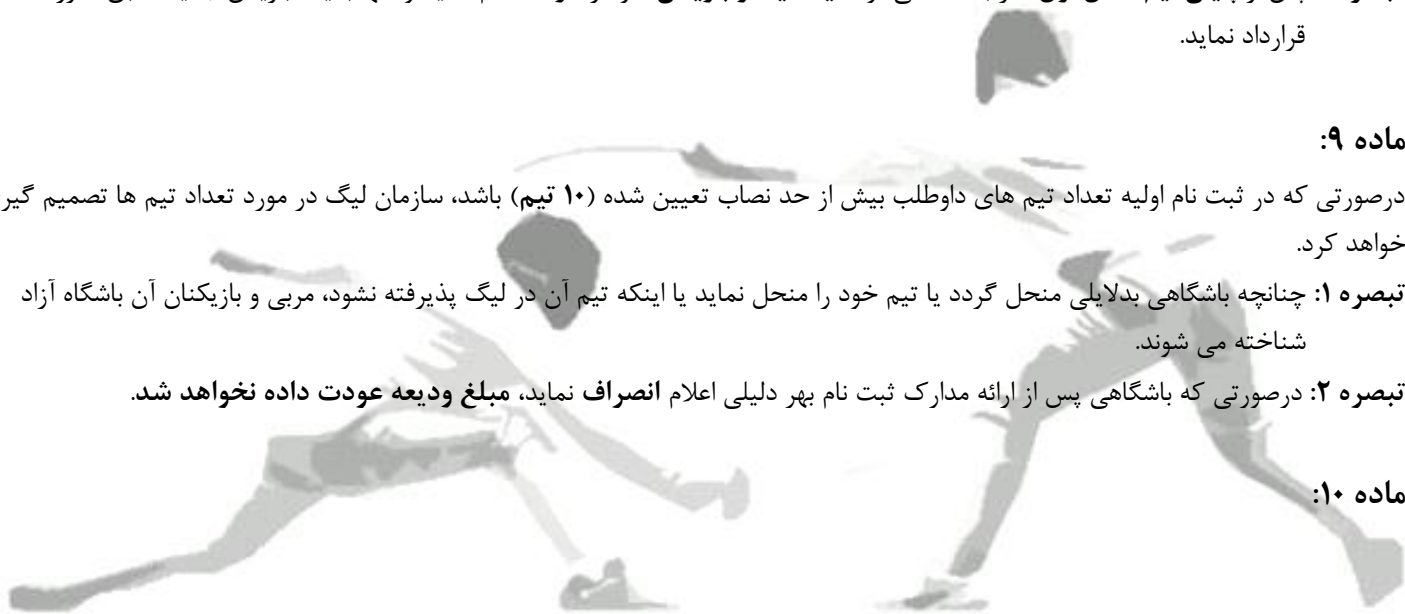 قرارداد نماید.
ماده ۹:
درصورتی که در ثبت نام اولیه تعداد تیم های داوطلب بیش از حد نصاب تعیین شده (۱۰ تیم) باشد، سازمان لیگ در مورد تعداد تیم ها تصمیم گیر
خواهد کرد.
تبصره ۱: چنانچه باشگاهی بدلایلی منحل گردد یا تیم خود را منحل نماید یا اینکه تیم آن در لیگ پذیرفته نشود، مربی و بازیکنان آن باشگاه آزاد
شناخته می شوند.
تبصره ۲: درصورتی که باشگاهی پس از ارائه مدارک ثبت نام بهر دلیلی اعلام انصراف نماید، مبلغ ودیعه عودت داده نخواهد شد.
ماده ۱۰: